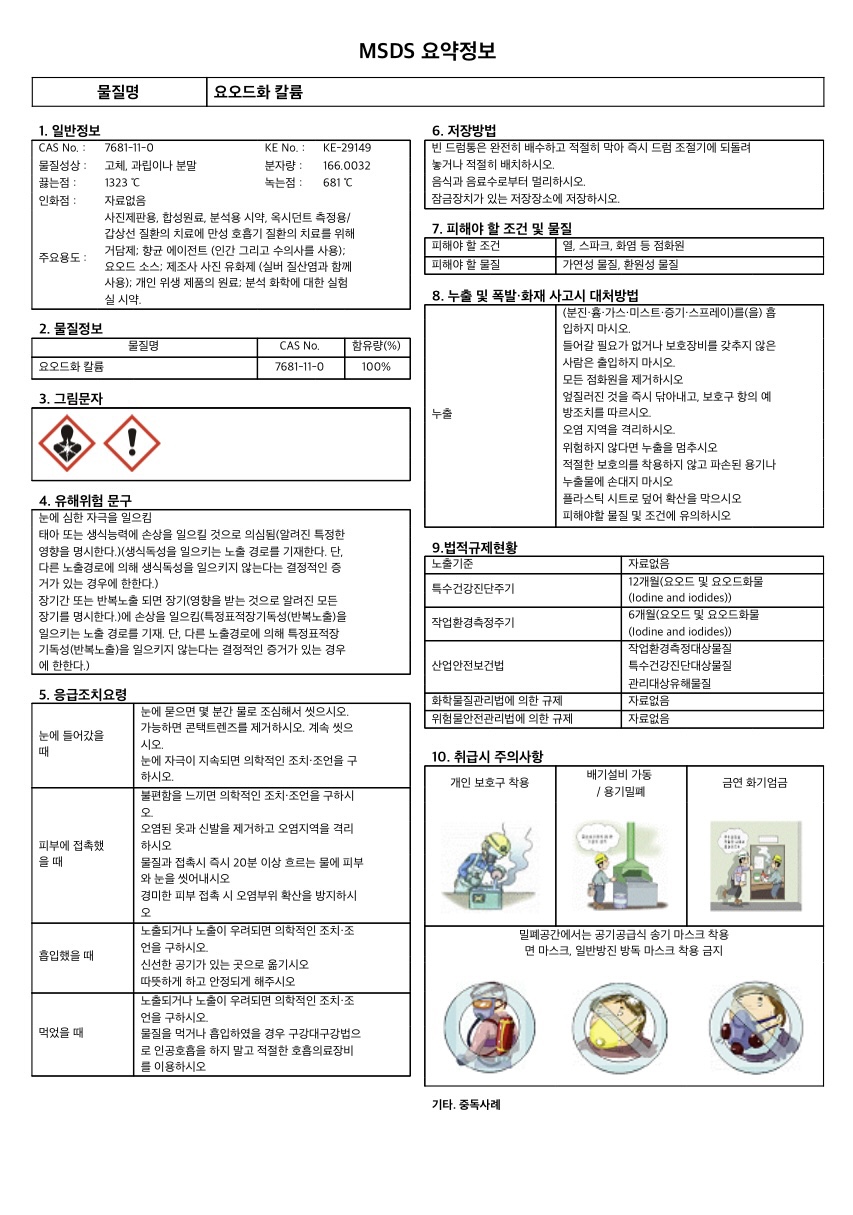 MSDS 요약정보
물질명 요오드화 칼륨
1. 일반정보
CAS No. : 7681-11-0 KE No. : KE-29149
물질성상 : 고체, 과립이나 분말 분자량 : 166.0032
끓는점 : 1323 ℃ 녹는점 : 681 ℃
인화점 : 자료없음
주요용도 : 사진제판용, 합성원료, 분석용 시약, 옥시던트 측정용/
갑상선 질환의 치료에 만성 호흡기 질환의 치료를 위해
거담제; 항균 에이전트 (인간 그리고 수의사를 사용);
요오드 소스; 제조사 사진 유화제 (실버 질산염과 함께
사용); 개인 위생 제품의 원료; 분석 화학에 대한 실험
실 시약.
2. 물질정보
물질명 CAS No. 함유량(%)
요오드화 칼륨 7681-11-0 100%
3. 그림문자
4. 유해위험 문구
눈에 심한 자극을 일으킴
태아 또는 생식능력에 손상을 일으킬 것으로 의심됨(알려진 특정한
영향을 명시한다.)(생식독성을 일으키는 노출 경로를 기재한다. 단,
다른 노출경로에 의해 생식독성을 일으키지 않는다는 결정적인 증
거가 있는 경우에 한한다.)
장기간 또는 반복노출 되면 장기(영향을 받는 것으로 알려진 모든
장기를 명시한다.)에 손상을 일으킴(특정표적장기독성(반복노출)을
일으키는 노출 경로를 기재. 단, 다른 노출경로에 의해 특정표적장
기독성(반복노출)을 일으키지 않는다는 결정적인 증거가 있는 경우
에 한한다.)
5. 응급조치요령
눈에 들어갔을
때
눈에 묻으면 몇 분간 물로 조심해서 씻으시오.
가능하면 콘택트렌즈를 제거하시오. 계속 씻으
시오.
눈에 자극이 지속되면 의학적인 조치·조언을 구
하시오.
피부에 접촉했
을 때
불편함을 느끼면 의학적인 조치·조언을 구하시
오.
오염된 옷과 신발을 제거하고 오염지역을 격리
하시오
물질과 접촉시 즉시 20분 이상 흐르는 물에 피부
와 눈을 씻어내시오
경미한 피부 접촉 시 오염부위 확산을 방지하시
오
흡입했을 때
노출되거나 노출이 우려되면 의학적인 조치·조
언을 구하시오.
신선한 공기가 있는 곳으로 옮기시오
따뜻하게 하고 안정되게 해주시오
먹었을 때
노출되거나 노출이 우려되면 의학적인 조치·조
언을 구하시오.
물질을 먹거나 흡입하였을 경우 구강대구강법으
로 인공호흡을 하지 말고 적절한 호흡의료장비
를 이용하시오
6. 저장방법
빈 드럼통은 완전히 배수하고 적절히 막아 즉시 드럼 조절기에 되돌려
놓거나 적절히 배치하시오.
음식과 음료수로부터 멀리하시오.
잠금장치가 있는 저장장소에 저장하시오.
7. 피해야 할 조건 및 물질
피해야 할 조건 열, 스파크, 화염 등 점화원
피해야 할 물질 가연성 물질, 환원성 물질
8. 누출 및 폭발·화재 사고시 대처방법
누출
(분진·흄·가스·미스트·증기·스프레이)를(을) 흡
입하지 마시오.
들어갈 필요가 없거나 보호장비를 갖추지 않은
사람은 출입하지 마시오.
모든 점화원을 제거하시오
엎질러진 것을 즉시 닦아내고, 보호구 항의 예
방조치를 따르시오.
오염 지역을 격리하시오.
위험하지 않다면 누출을 멈추시오
적절한 보호의를 착용하지 않고 파손된 용기나
누출물에 손대지 마시오
플라스틱 시트로 덮어 확산을 막으시오
피해야할 물질 및 조건에 유의하시오
9.법적규제현황
노출기준 자료없음
특수건강진단주기 12개월(요오드 및 요오드화물
(Iodine and iodides))
작업환경측정주기 6개월(요오드 및 요오드화물
(Iodine and iodides))
산업안전보건법 작업환경측정대상물질
특수건강진단대상물질
관리대상유해물질
화학물질관리법에 의한 규제 자료없음
위험물안전관리법에 의한 규제 자료없음
10. 취급시 주의사항
개인 보호구 착용
배기설비 가동
/ 용기밀폐
금연 화기엄금
밀폐공간에서는 공기공급식 송기 마스크 착용
면 마스크, 일반방진 방독 마스크 착용 금지
기타. 중독사례